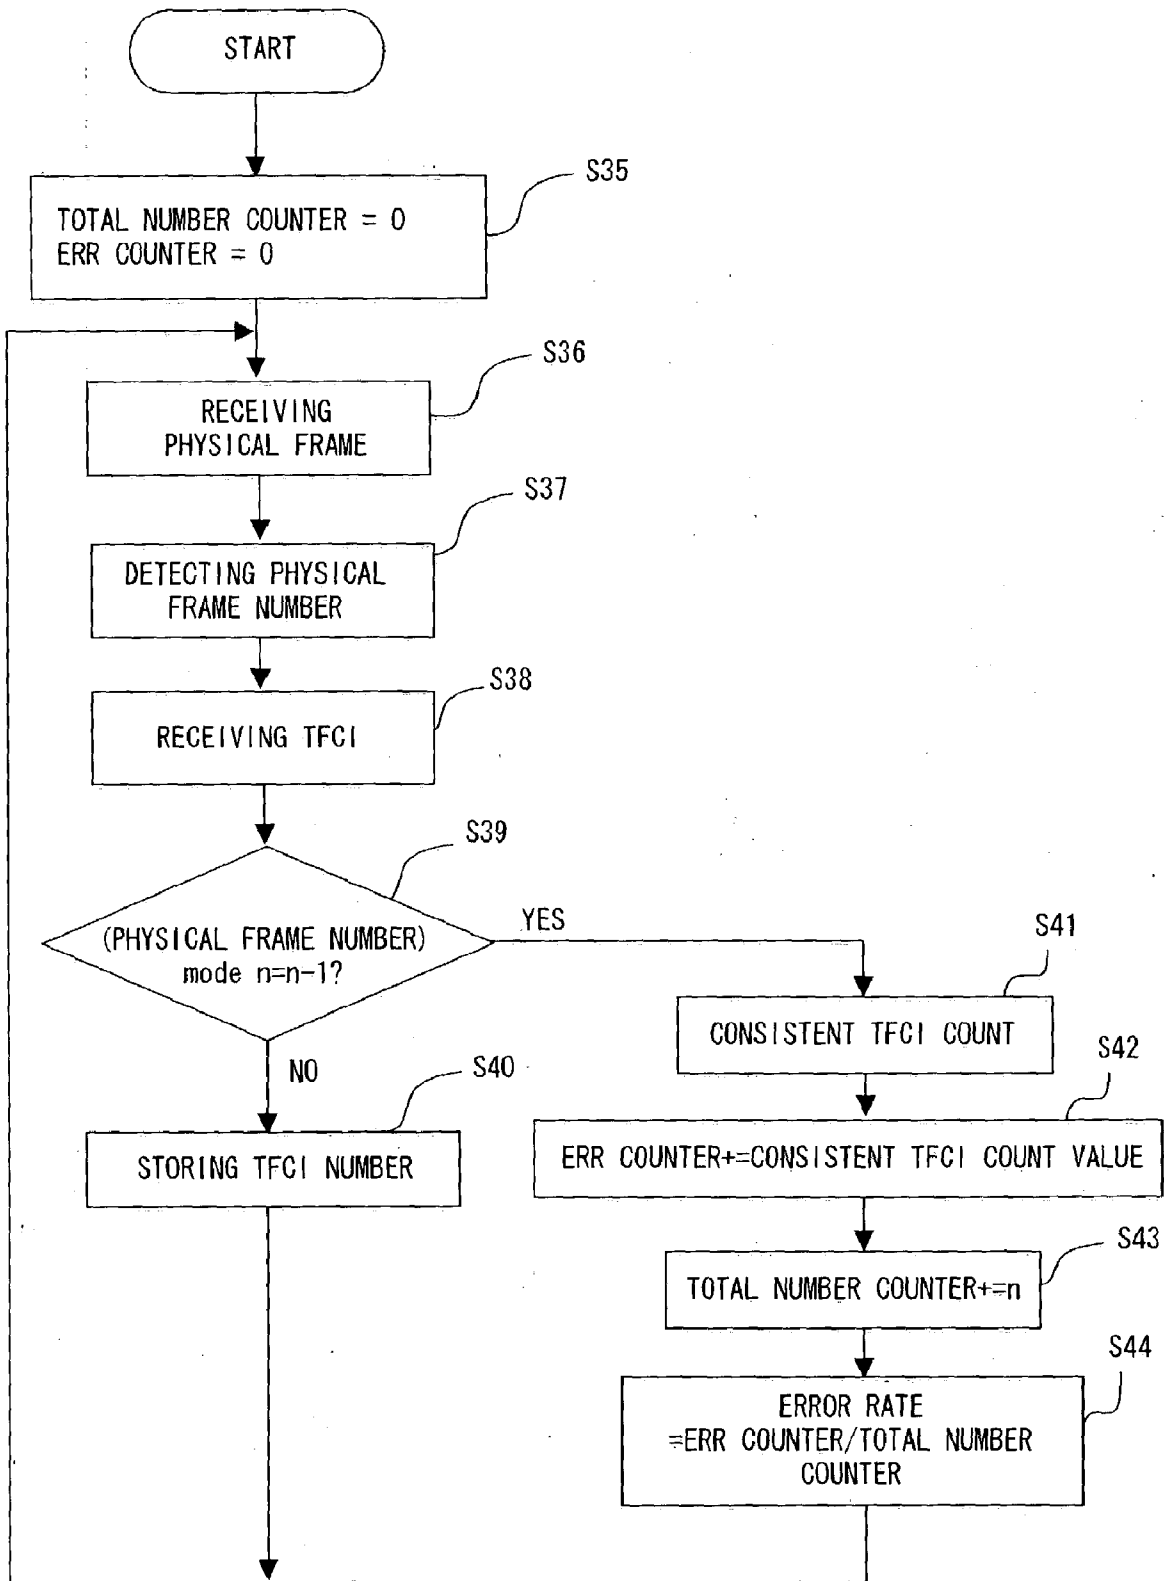 START
S35
TOTAL NUMBER COUNTER = 0
ERR COUNTER = 0
S36
RECEIVING
PHYSICAL FRAME
S37
DETECTING PHYSICAL
FRAME NUMBER
S38
RECEIVING TFCI
S39
(PHYSICAL FRAME NUMBER)
mode n=n-1?
YES
NO
S40
STORING TFCI NUMBER
S41
CONSISTENT TFCI COUNT
S42
ERR COUNTER+=CONSISTENT TFCI COUNT VALUE
S43
TOTAL NUMBER COUNTER+=n
S44
ERROR RATE
=ERR COUNTER/TOTAL NUMBER
COUNTER